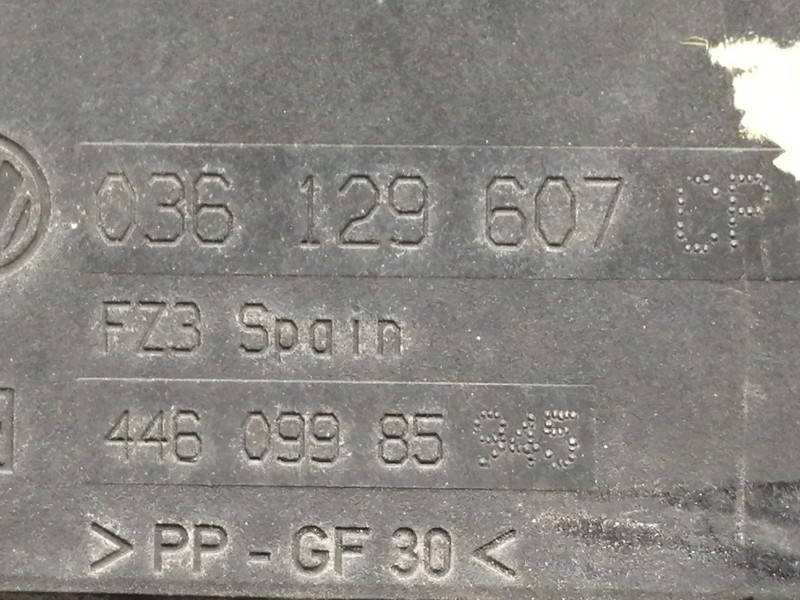 036 129 607 CP
FZ3 Spain
446 099 85 945
> PP - GF 30 <